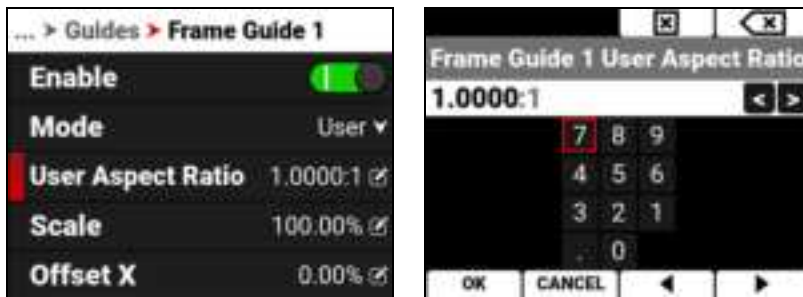 ... > Guides > Frame Guide 1
Enable
Mode User
User Aspect Ratio 1.0000:1
Scale 100.00%
Offset X 0.00%
Frame Guide 1 User Aspect Ratio
1.0000:1 < >
7 8 9
4 5 6
3 2 1
. 0
OK CANCEL